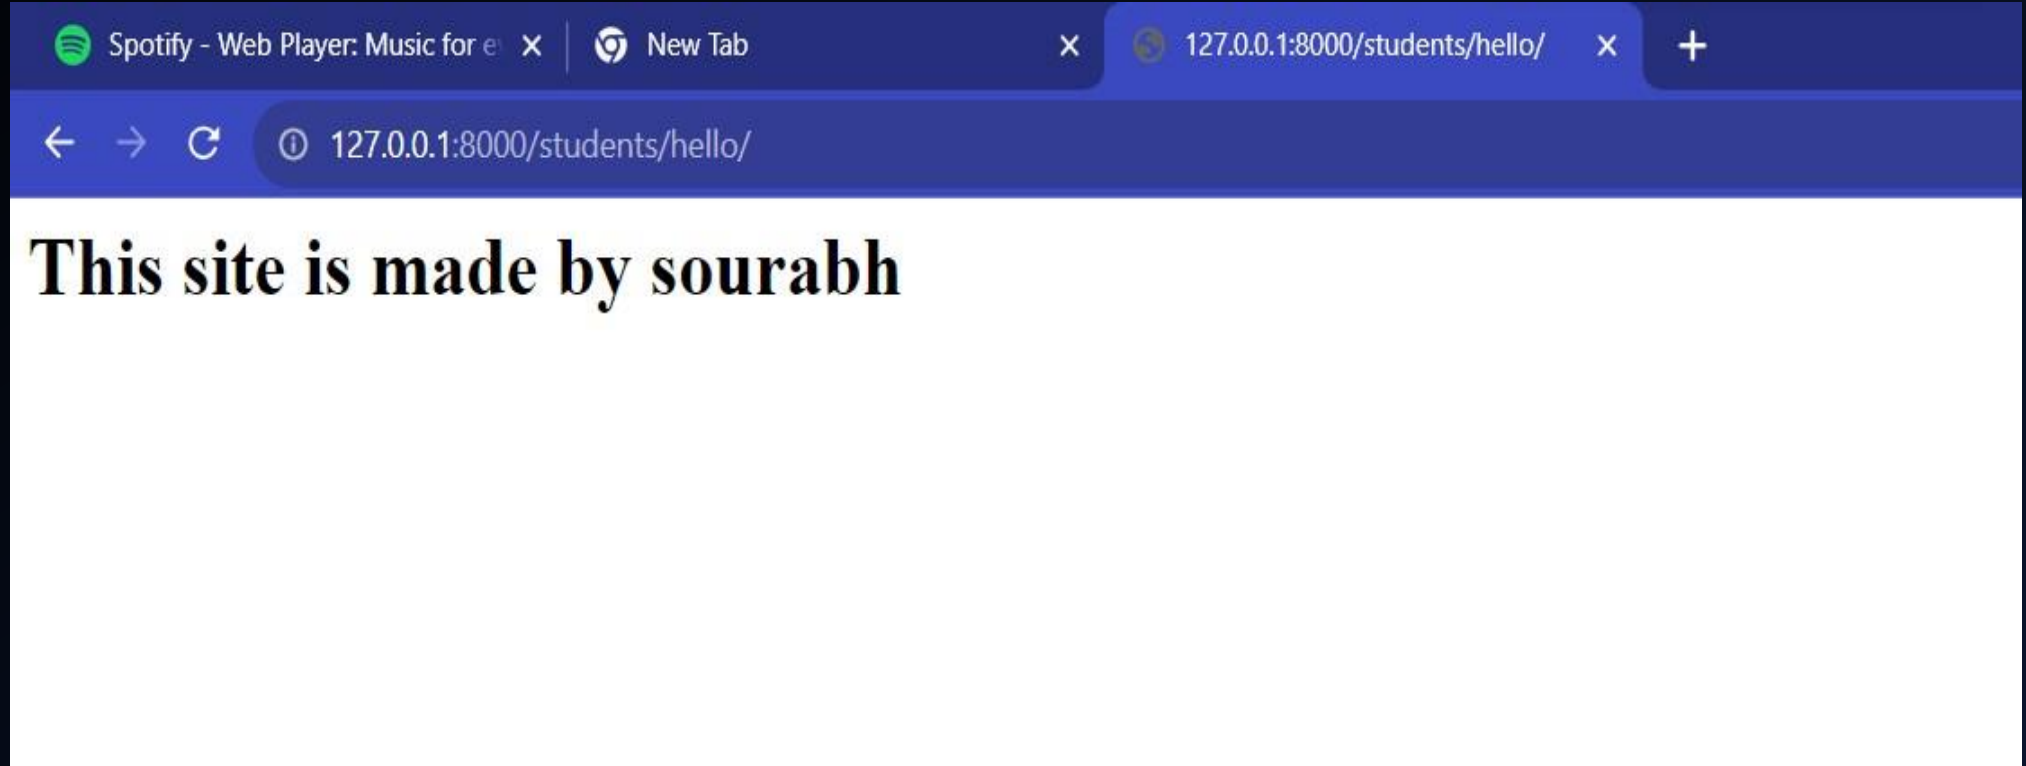 Spotify - Web Player: Music for e
New Tab
127.0.0.1:8000/students/hello/
127.0.0.1:8000/students/hello/
This site is made by sourabh